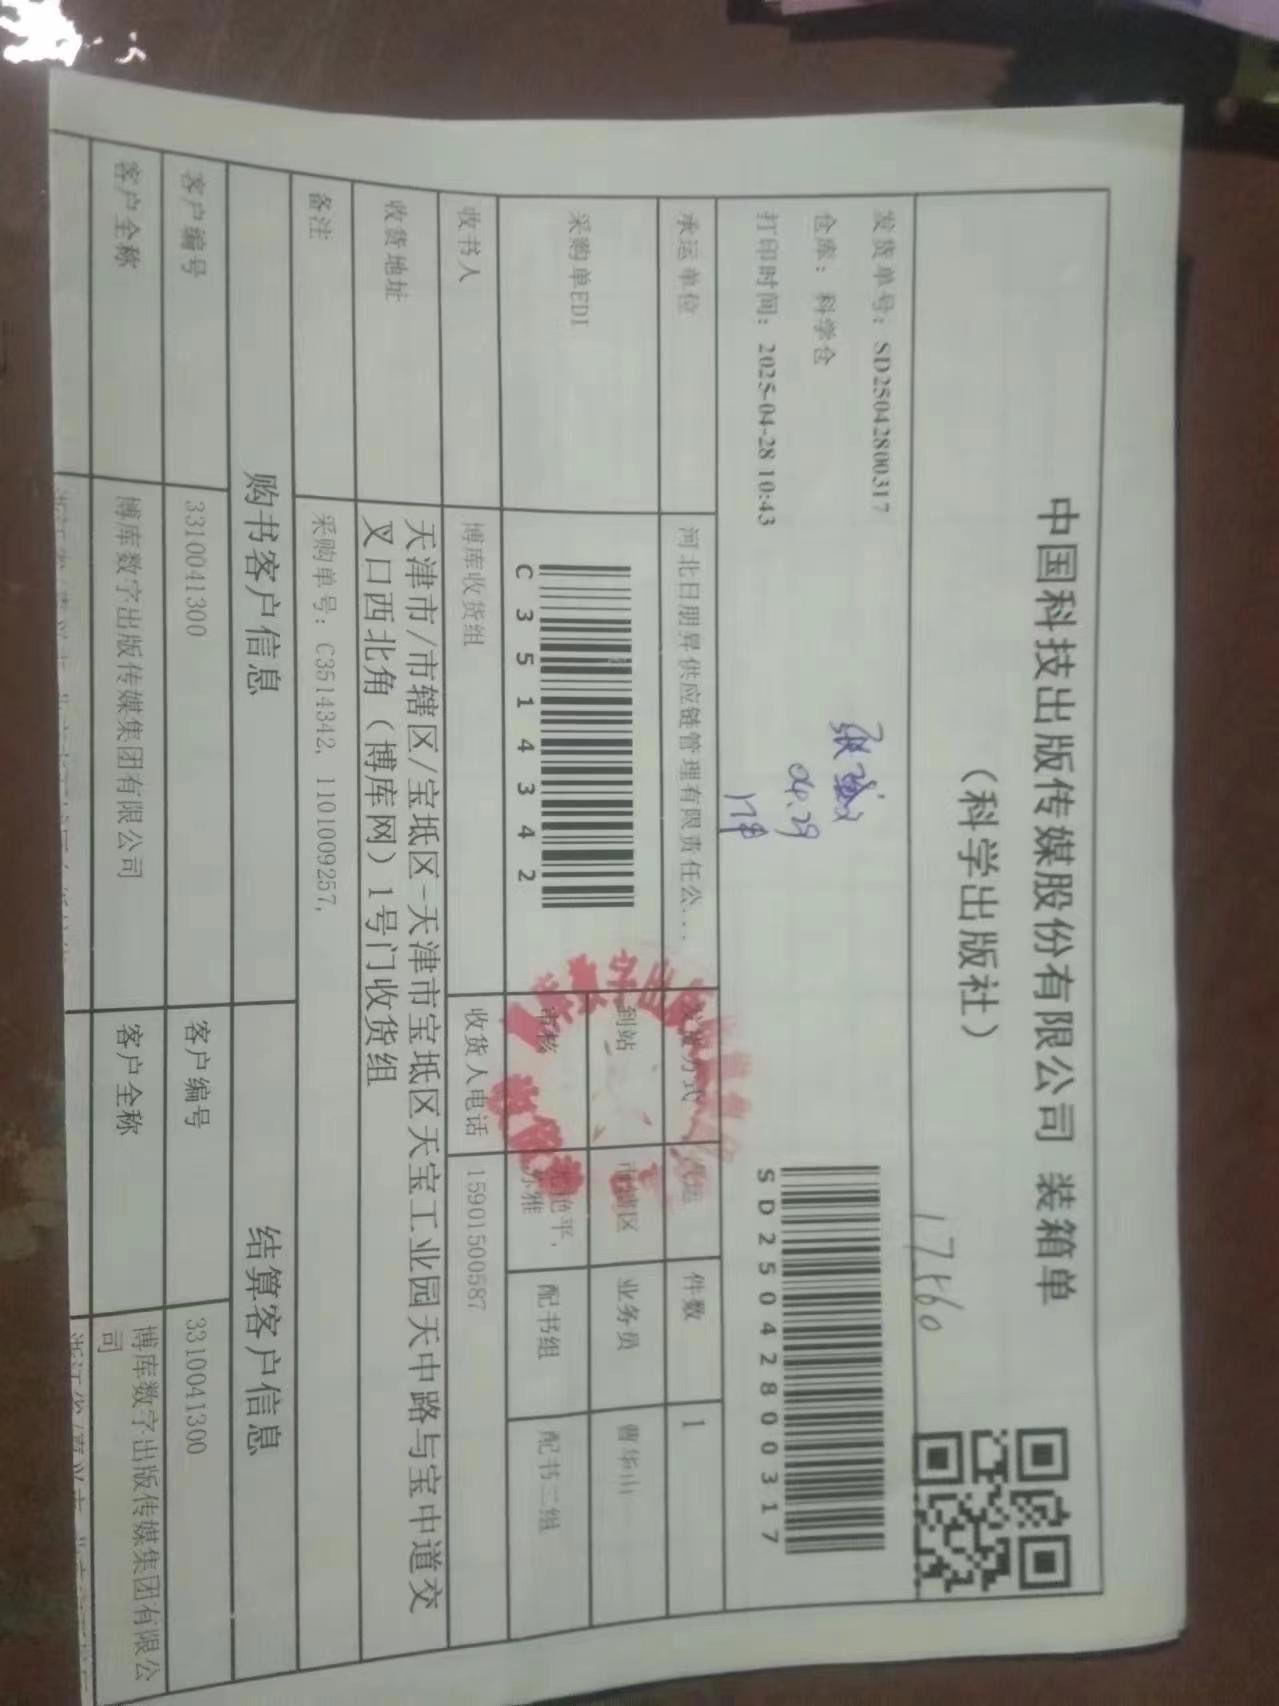 中国科技出版传媒股份有限公司 装箱单
（科学出版社）
发货单号：SD25042800317
仓库：科学仓
打印时间：2025-04-28 10:43
04.29
SD25042800317
承运单位 河北日朋昇供应链管理有限责任公... 发货方式 件数 1
采购单EDI C3514342 到站 市辖区 业务员
审核 配书组 配书二组
收书人 博库收货组 收货人电话 15901500587
收货地址 天津市/市辖区/宝坻区-天津市宝坻区天宝工业园天中路与宝中道交
叉口西北角（博库网）1号门收货组
备注 采购单号：C3514342, 1101009257,
购书客户信息 结算客户信息
客户编号 3310041300 客户编号 3310041300
客户全称 博库数字出版传媒集团有限公司 客户全称 博库数字出版传媒集团有限公
司